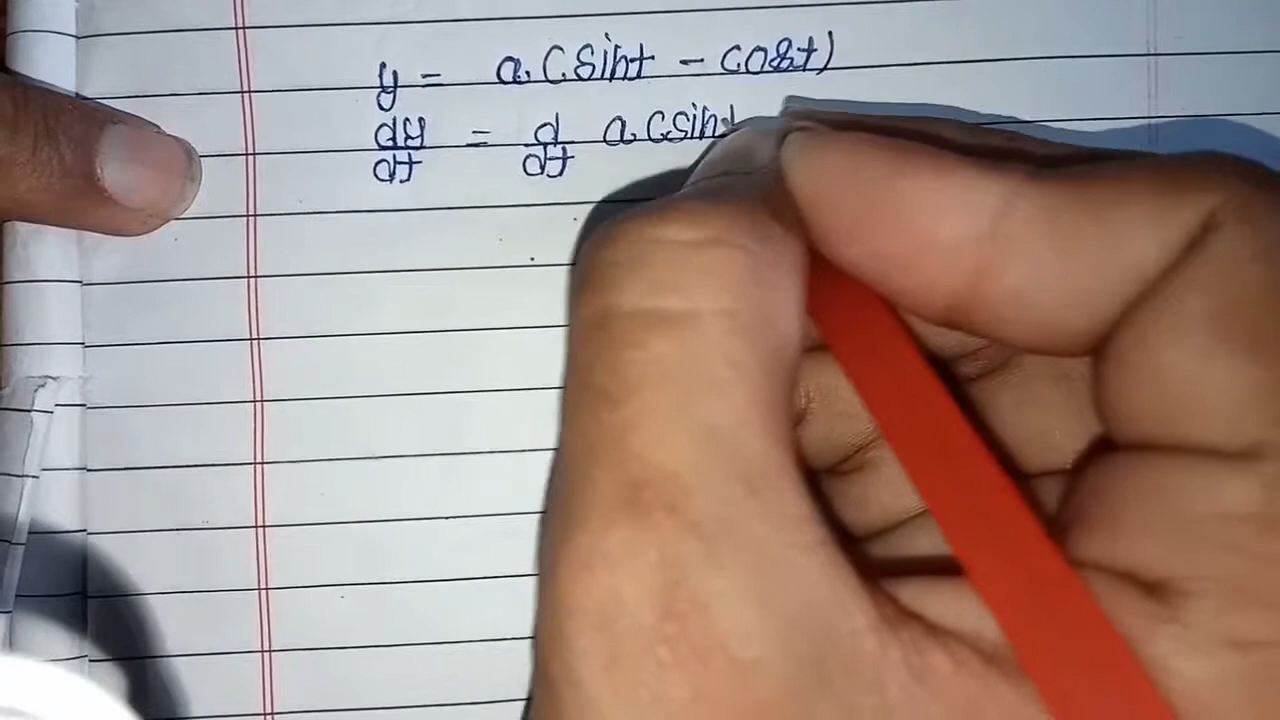 y = a(sint - cost)
dy/dt = d/dt a(sint